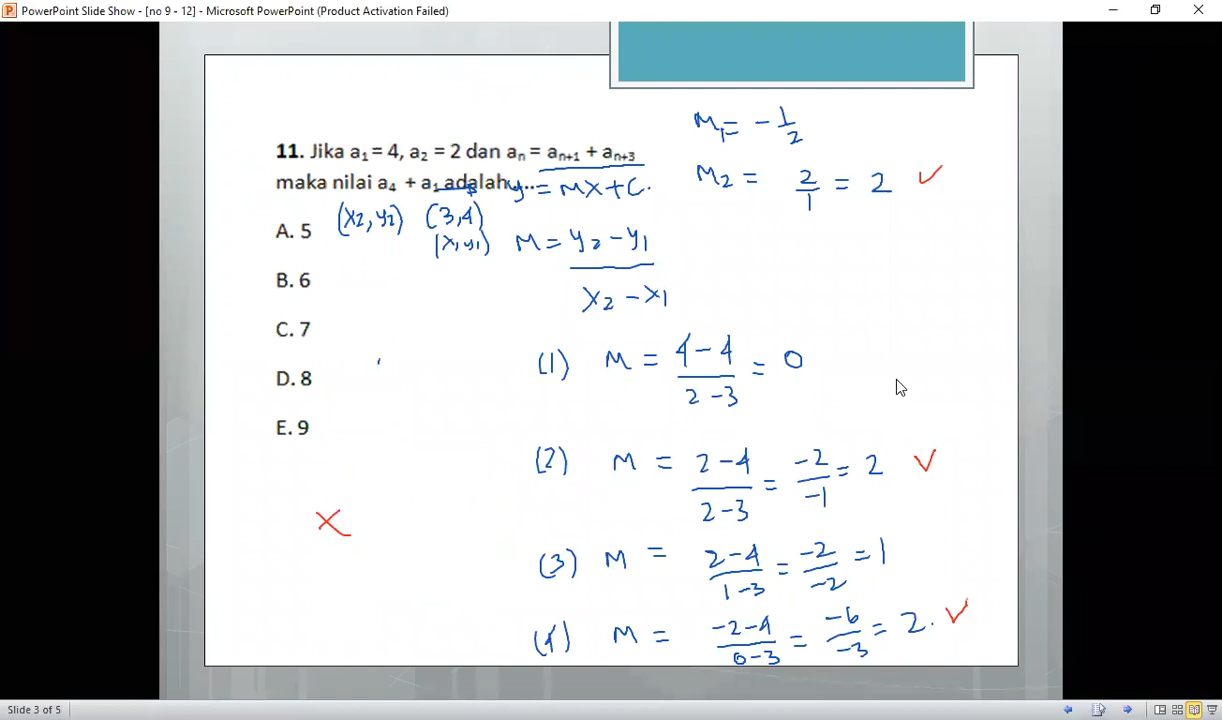 PowerPoint Slide Show - [no 9 - 12] - Microsoft PowerPoint (Product Activation Failed)
11. Jika a₁ = 4, a₂ = 2 dan aₙ = aₙ₊₁ + aₙ₊₃
maka nilai a₄ + a₁ adalah....
A. 5
B. 6
C. 7
D. 8
E. 9
M₁ = - 1/2
M₂ = 2/1 = 2 ✓
y = mx + c.
(x₂, y₂) (3,4)
(x₁, y₁)
M = (y₂ - y₁)/(x₂ - x₁)
(1) M = (4-4)/(2-3) = 0
(2) M = (2-4)/(2-3) = -2/-1 = 2 ✓
(3) M = (2-4)/(1-3) = -2/-2 = 1
(4) M = (-2-4)/(0-3) = -6/-3 = 2. ✓
X
Slide 3 of 5